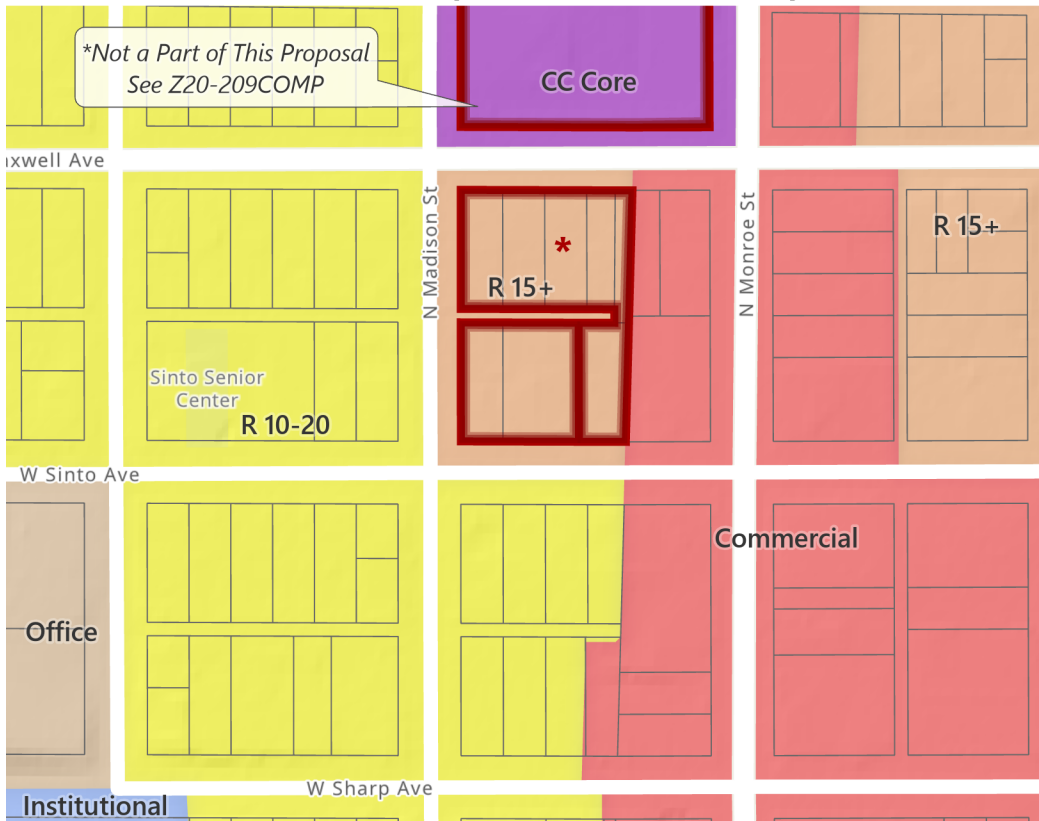 *Not a Part of This Proposal
See Z20-209COMP
CC Core
axwell Ave
N Madison St
N Monroe St
*
R 15+
R 15+
Sinto Senior
Center
R 10-20
W Sinto Ave
Commercial
Office
W Sharp Ave
Institutional